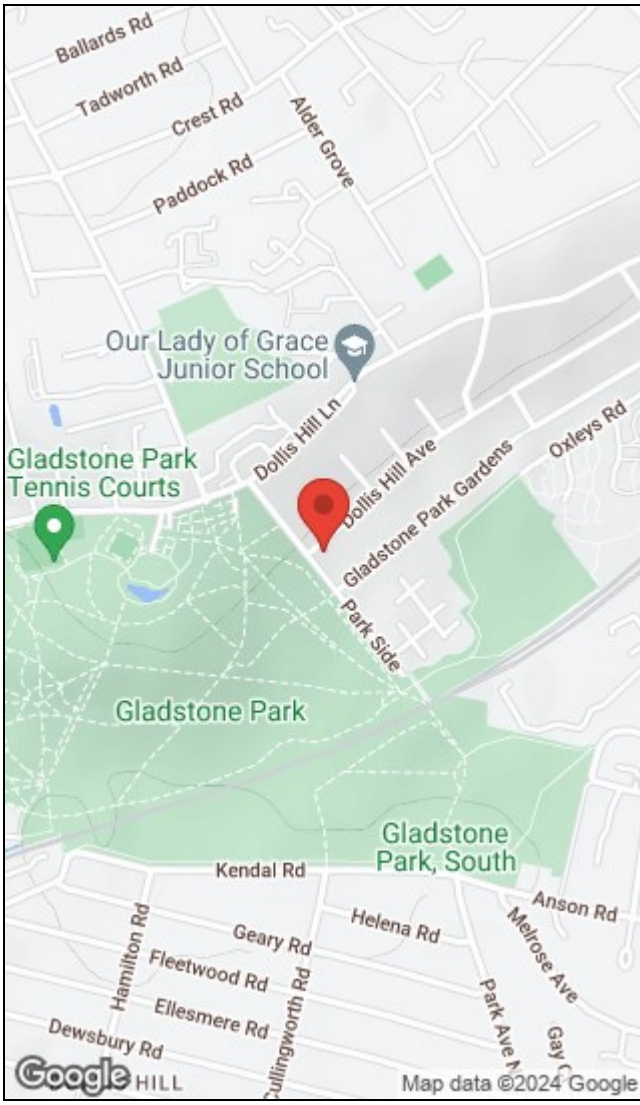 Ballards Rd
Tadworth Rd
Crest Rd
Alder Grove
Paddock Rd
Our Lady of Grace
Junior School
Dollis Hill Ln
Oxleys Rd
Gladstone Park
Tennis Courts
Dollis Hill Ave
Gladstone Park Gardens
Park Side
Gladstone Park
Gladstone
Park, South
Kendal Rd
Anson Rd
Hamilton Rd
Helena Rd
Geary Rd
Melrose Ave
Fleetwood Rd
Cullingworth Rd
Ellesmere Rd
Park Ave N
Dewsbury Rd
Gay
Google
HILL
Map data ©2024 Google